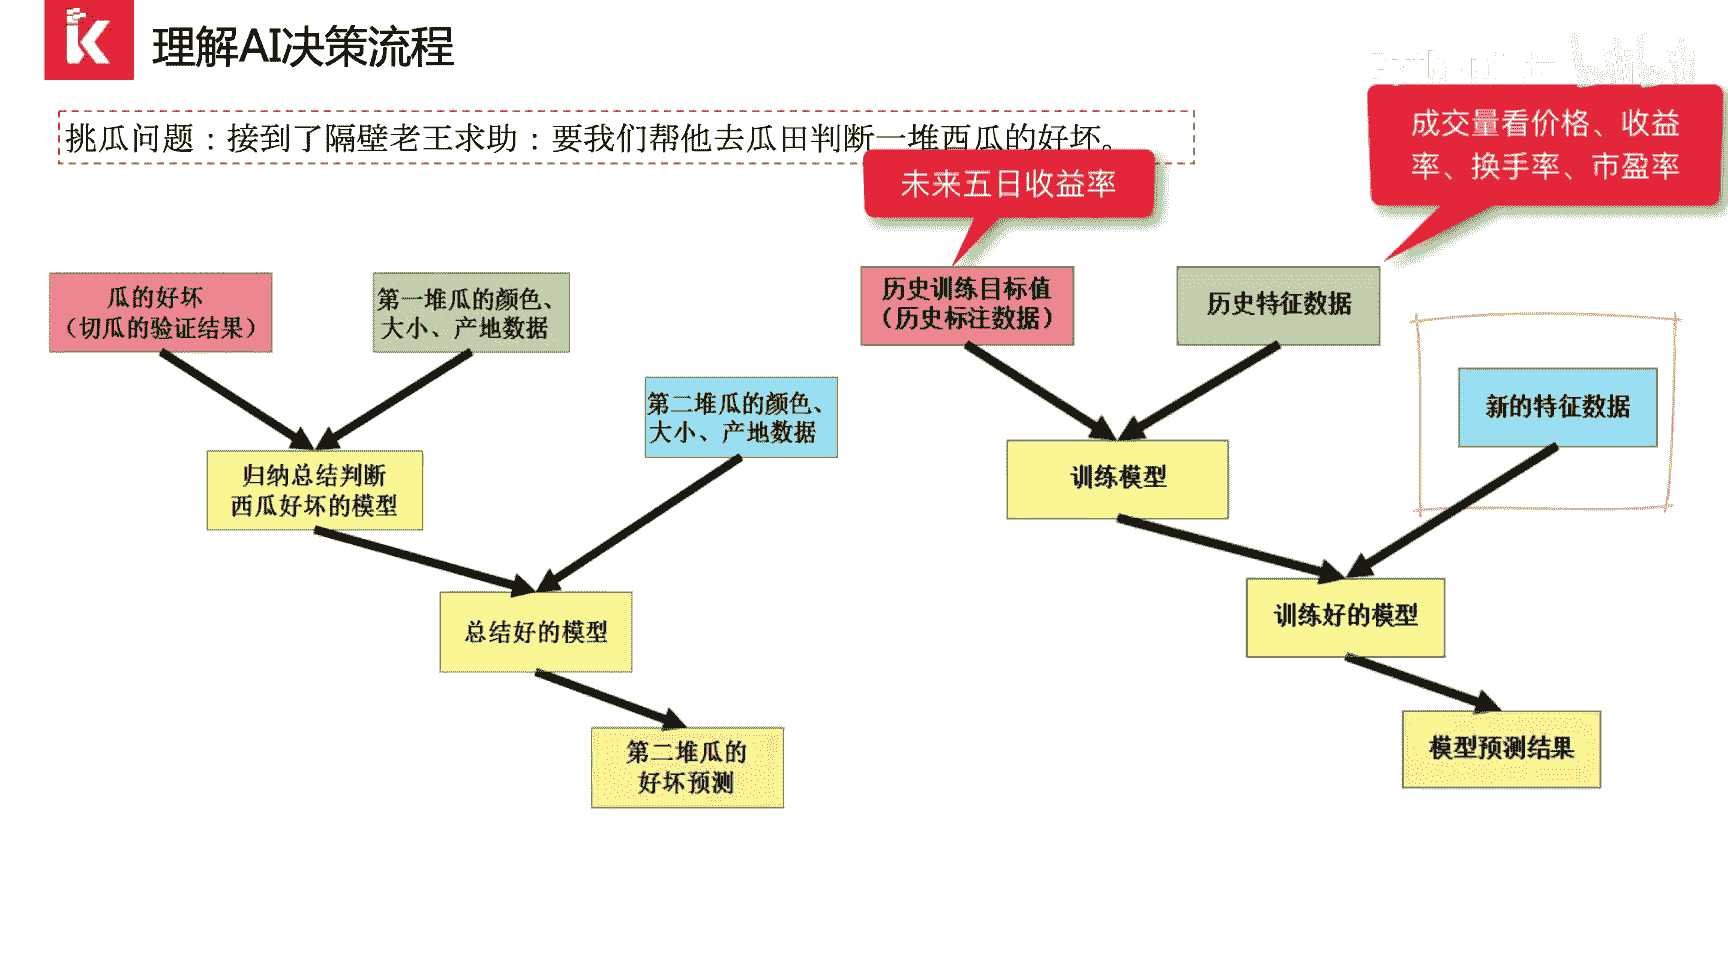 理解AI决策流程
挑瓜问题：接到了隔壁老王求助：要我们帮他去瓜田判断一堆西瓜的好坏。
成交量看价格、收益
率、换手率、市盈率
未来五日收益率
瓜的好坏
（切瓜的验证结果）
第一堆瓜的颜色、
大小、产地数据
第二堆瓜的颜色、
大小、产地数据
归纳总结判断
西瓜好坏的模型
总结好的模型
第二堆瓜的
好坏预测
历史训练目标值
（历史标注数据）
历史特征数据
新的特征数据
训练模型
训练好的模型
模型预测结果